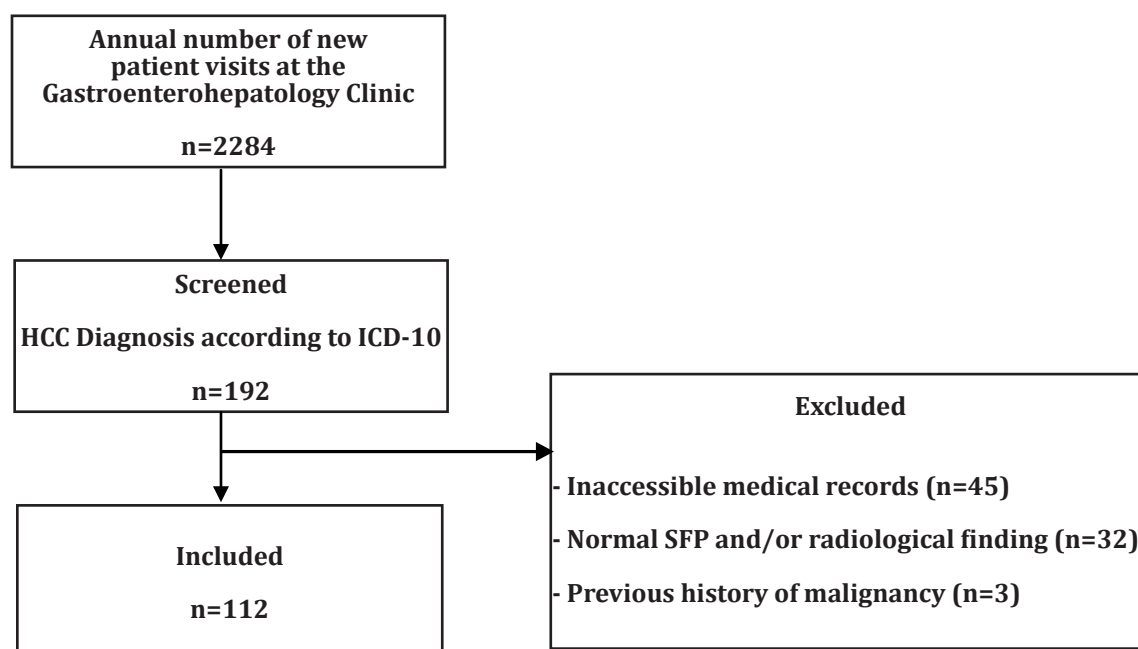 Annual number of new
patient visits at the
Gastroenterohepatology Clinic
n=2284
Screened
HCC Diagnosis according to ICD-10
n=192
Excluded
- Inaccessible medical records (n=45)
- Normal SFP and/or radiological finding (n=32)
- Previous history of malignancy (n=3)
Included
n=112